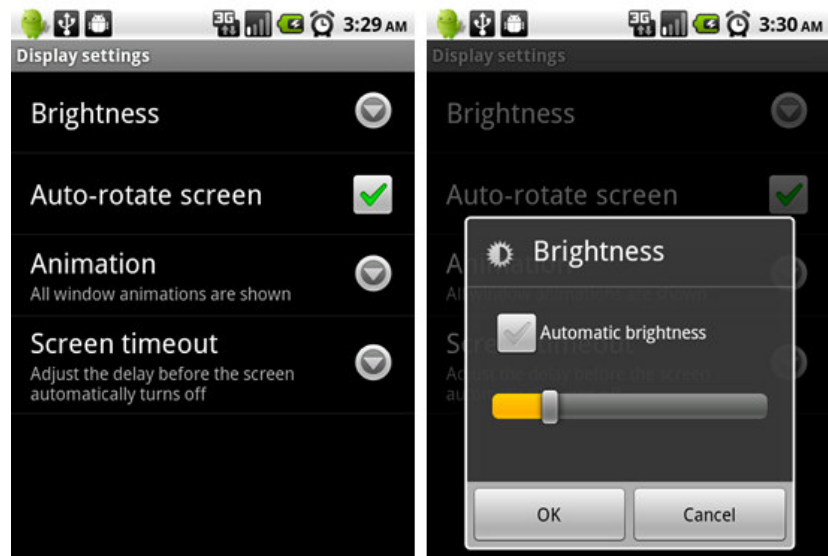 3G 3:29 AM
Display settings
Brightness
Auto-rotate screen
Animation
All window animations are shown
Screen timeout
Adjust the delay before the screen
automatically turns off
3G 3:30 AM
Display settings
Brightness
Auto-rotate screen
Brightness
Automatic brightness
OK Cancel